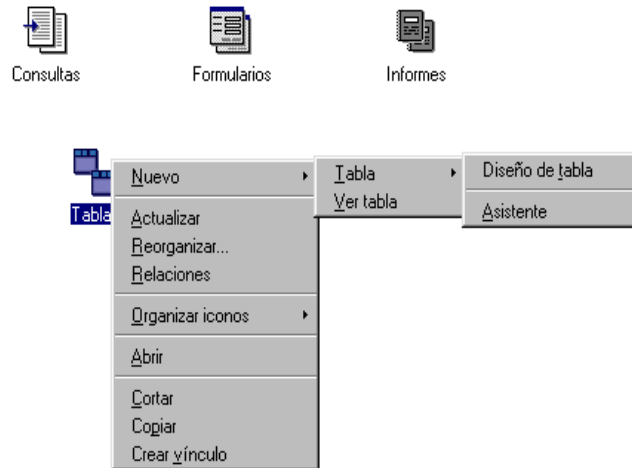 Consultas
Formularios
Informes
Tabla
Nuevo
Tabla
Diseño de tabla
Ver tabla
Asistente
Actualizar
Reorganizar...
Relaciones
Organizar iconos
Abrir
Cortar
Copiar
Crear vínculo